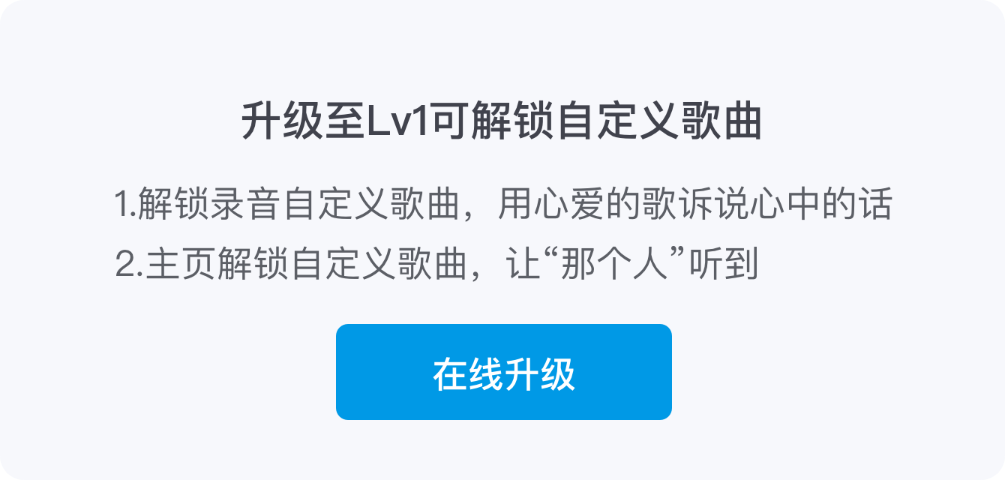 升级至Lv1可解锁自定义歌曲
1.解锁录音自定义歌曲，用心爱的歌诉说心中的话
2.主页解锁自定义歌曲，让“那个人”听到
在线升级